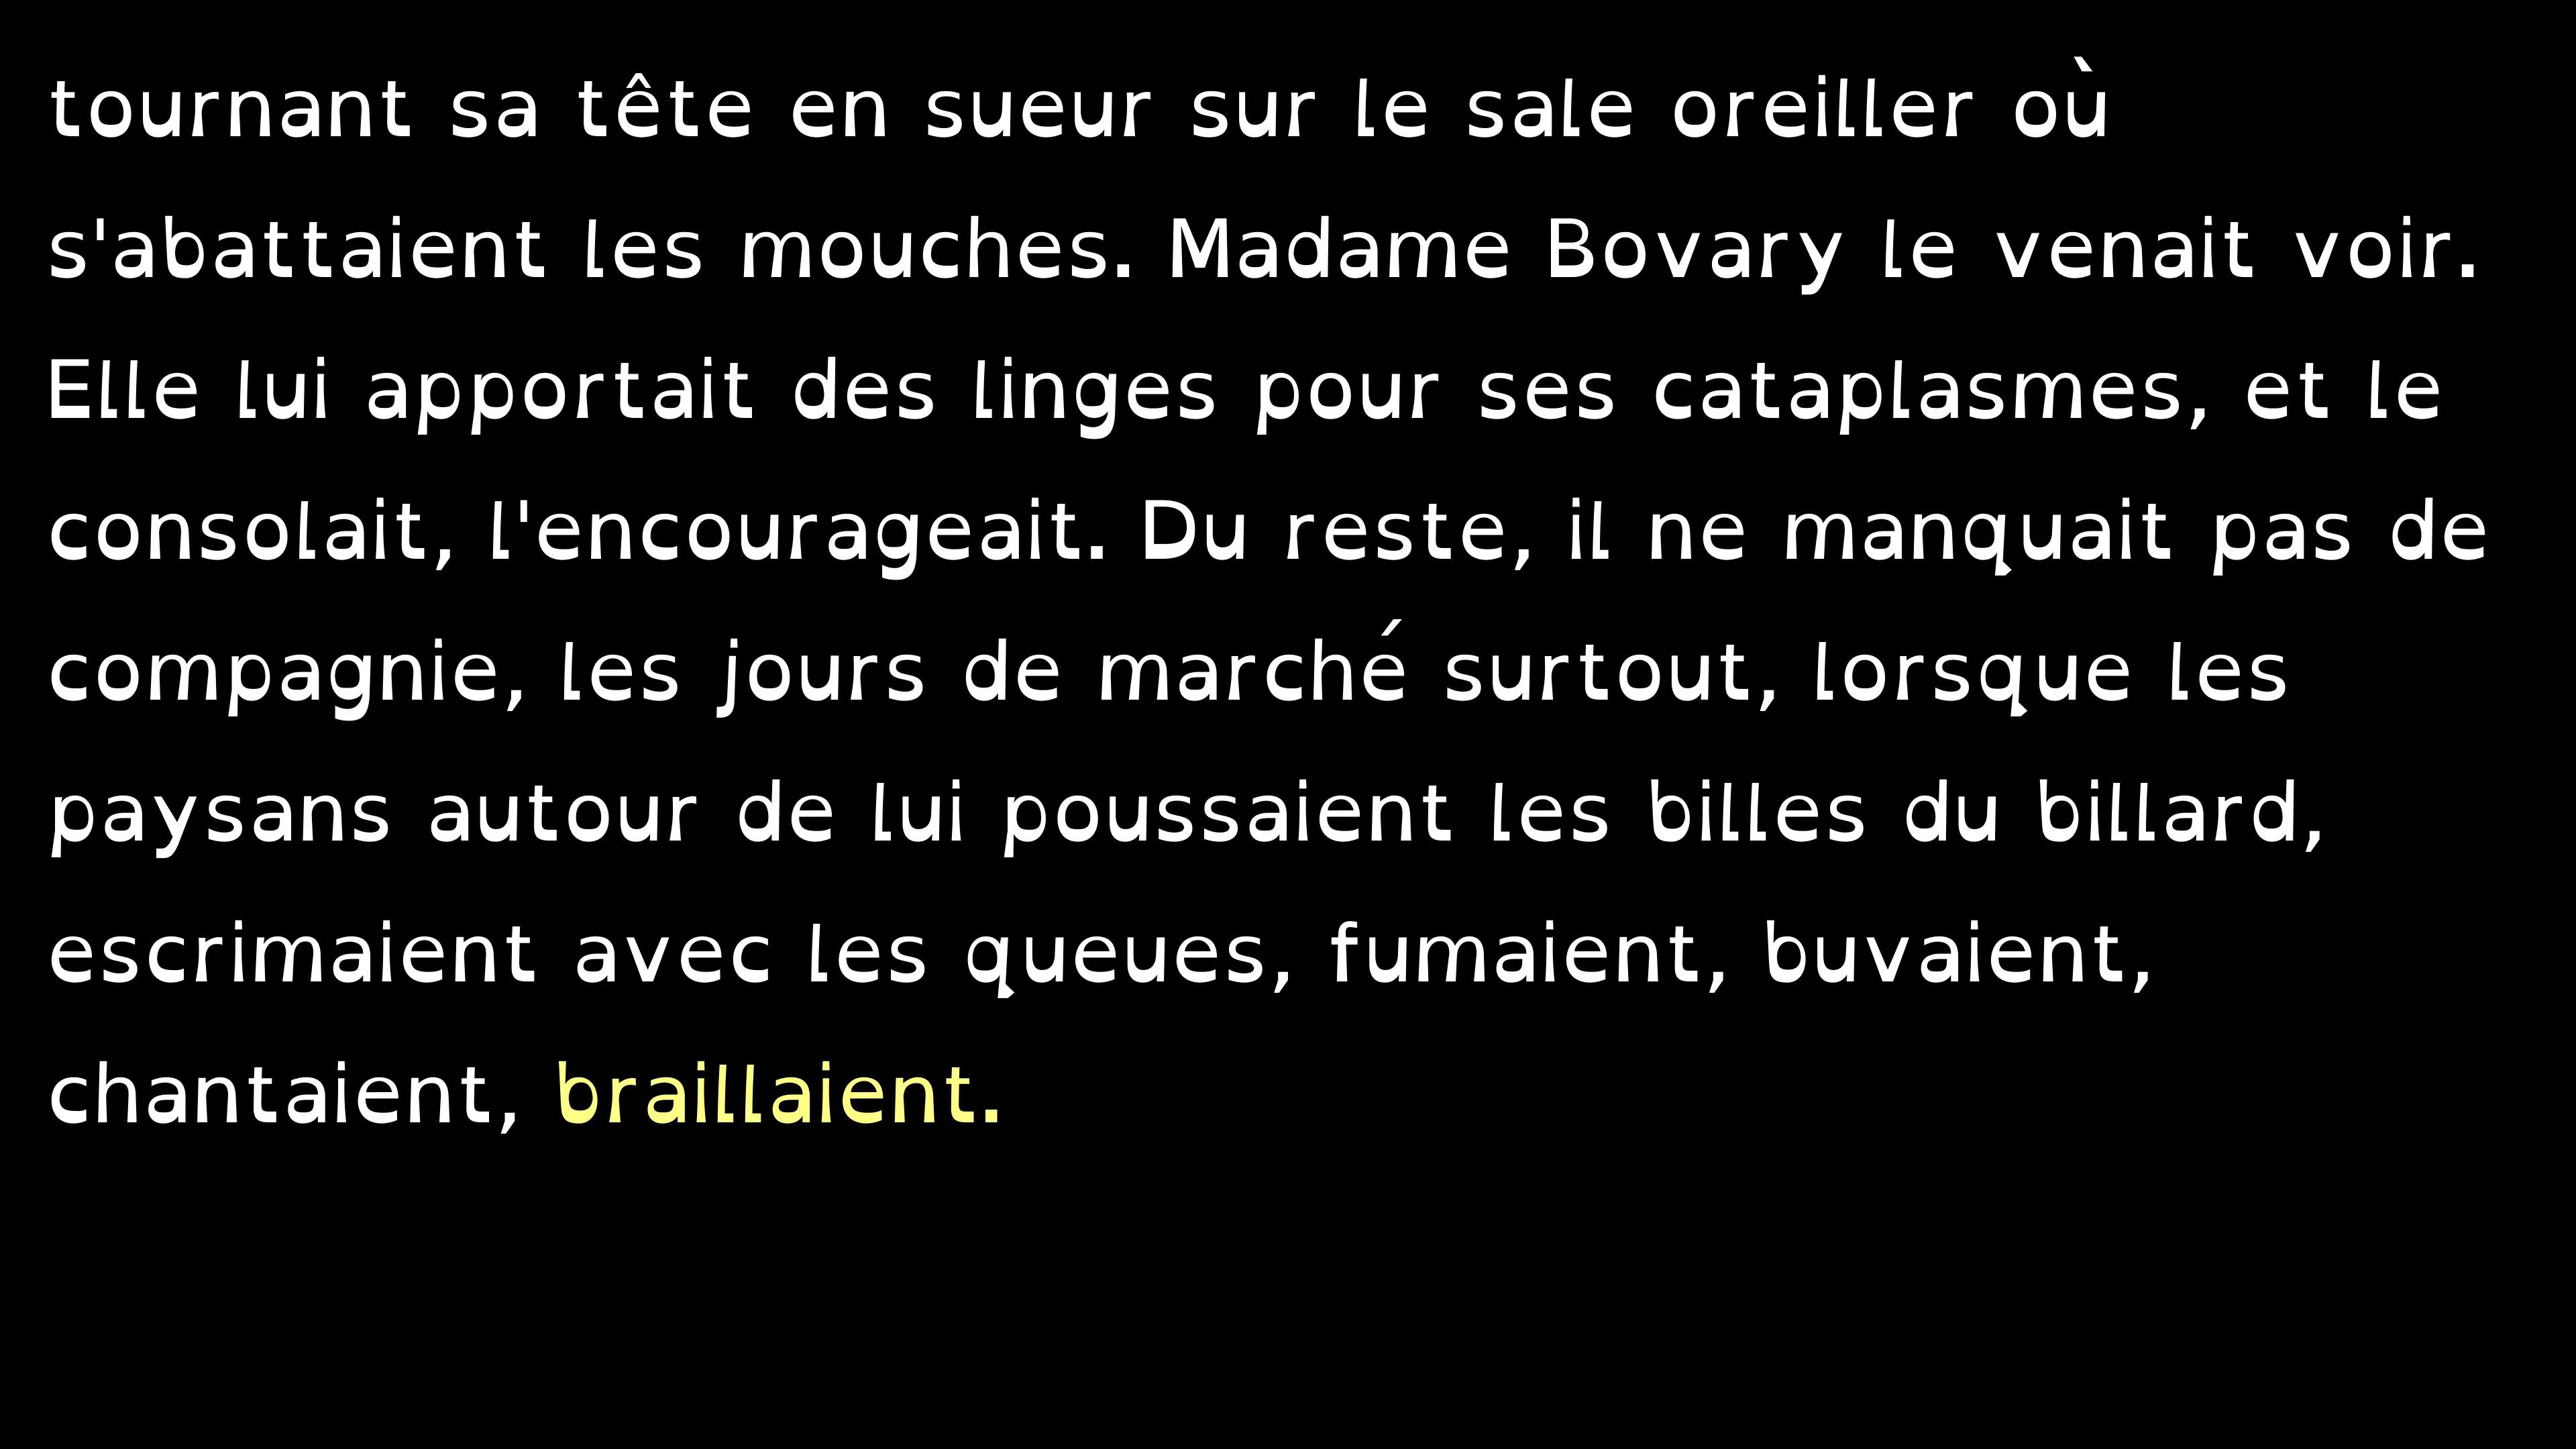 tournant sa tête en sueur sur le sale oreiller où
s'abattaient les mouches. Madame Bovary le venait voir.
Elle lui apportait des linges pour ses cataplasmes, et le
consolait, l'encourageait. Du reste, il ne manquait pas de
compagnie, les jours de marché surtout, lorsque les
paysans autour de lui poussaient les billes du billard,
escrimaient avec les queues, fumaient, buvaient,
chantaient, braillaient.